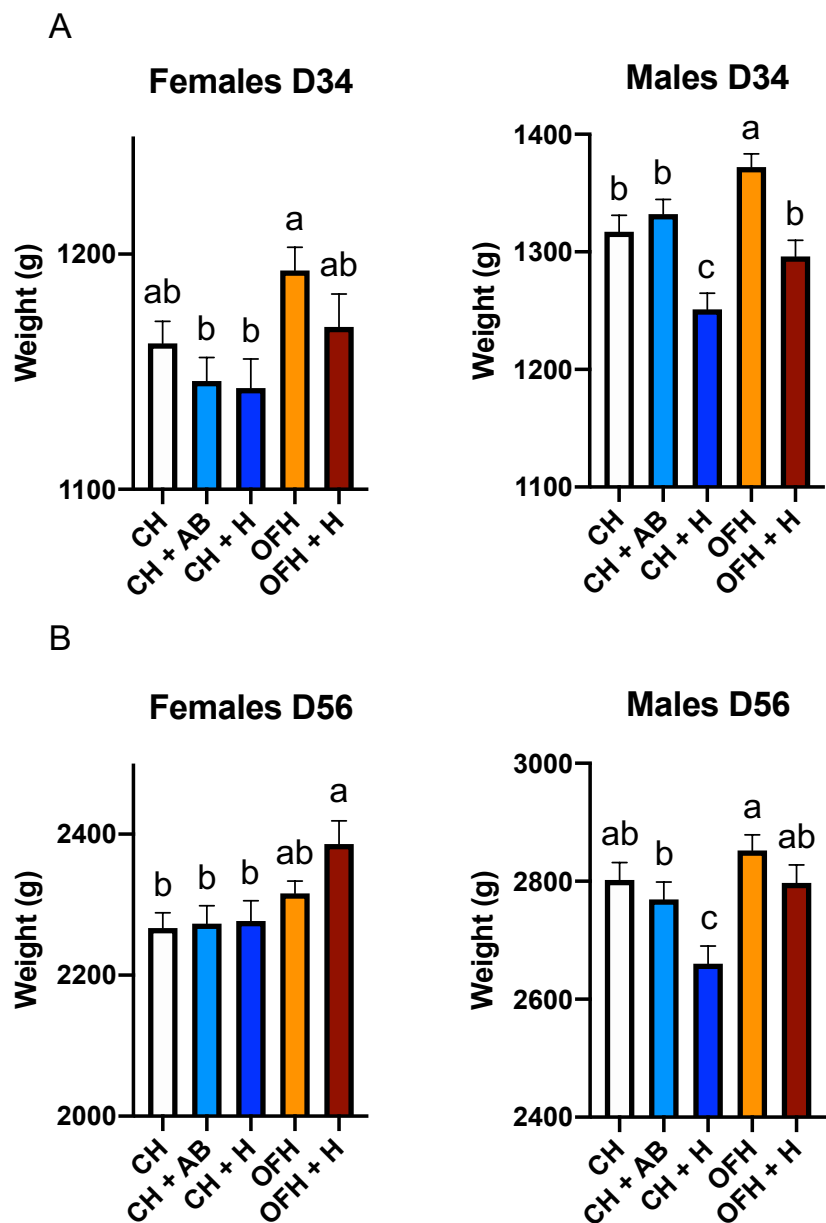 A
Females D34
Weight (g)
1200
1100
ab
b
b
a
ab
CH
CH + AB
CH + H
OFH
OFH + H
Males D34
Weight (g)
1400
1300
1200
1100
b
b
c
a
b
CH
CH + AB
CH + H
OFH
OFH + H
B
Females D56
Weight (g)
2400
2200
2000
b
b
b
ab
a
CH
CH + AB
CH + H
OFH
OFH + H
Males D56
Weight (g)
3000
2800
2600
2400
ab
b
c
a
ab
CH
CH + AB
CH + H
OFH
OFH + H